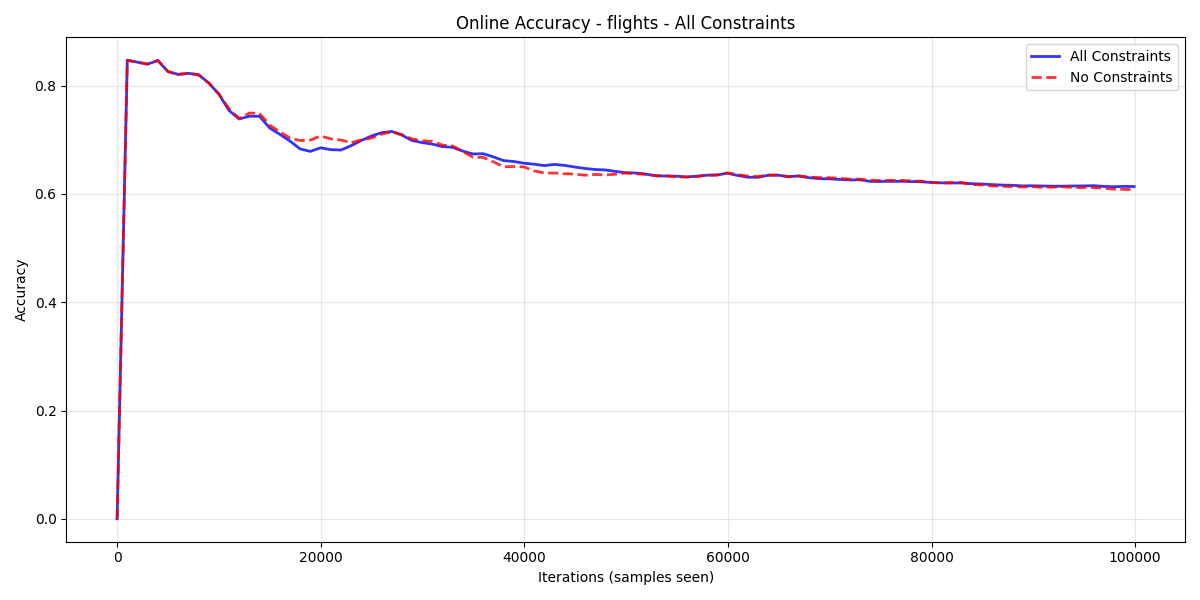 Online Accuracy - flights - All Constraints
All Constraints
No Constraints
Accuracy
0.8
0.6
0.4
0.2
0.0
0 20000 40000 60000 80000 100000
Iterations (samples seen)